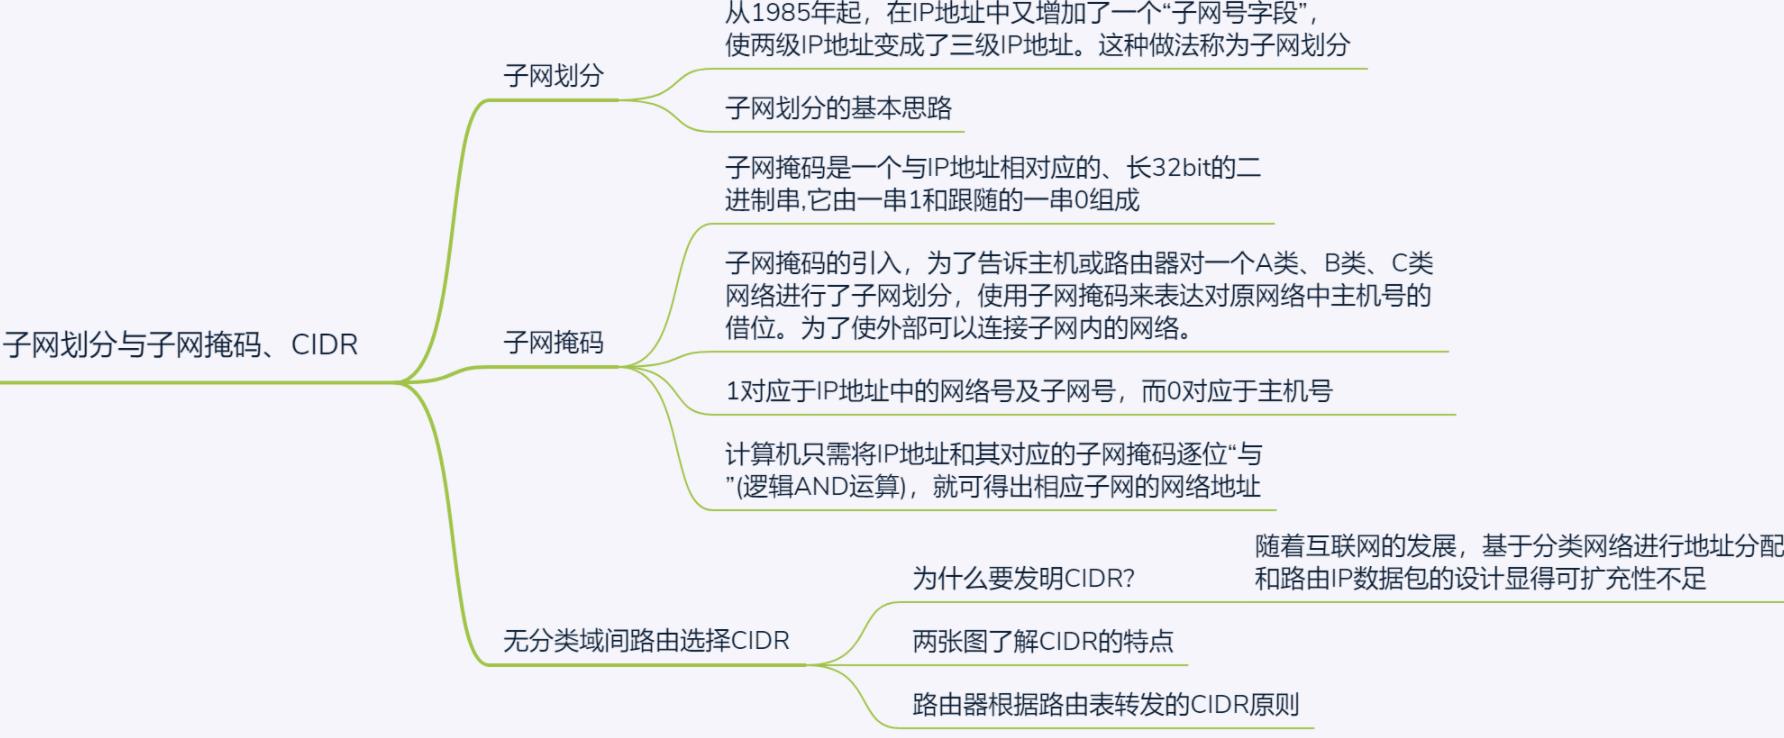 从1985年起，在IP地址中又增加了一个“子网号字段”，
使两级IP地址变成了三级IP地址。这种做法称为子网划分
子网划分
子网划分的基本思路
子网掩码是一个与IP地址相对应的、长32bit的二
进制串,它由一串1和跟随的一串0组成
子网掩码的引入，为了告诉主机或路由器对一个A类、B类、C类
网络进行了子网划分，使用子网掩码来表达对原网络中主机号的
借位。为了使外部可以连接子网内的网络。
子网划分与子网掩码、CIDR
子网掩码
1对应于IP地址中的网络号及子网号，而0对应于主机号
计算机只需将IP地址和其对应的子网掩码逐位“与
”(逻辑AND运算)，就可得出相应子网的网络地址
随着互联网的发展，基于分类网络进行地址分配
和路由IP数据包的设计显得可扩充性不足
为什么要发明CIDR？
无分类域间路由选择CIDR
两张图了解CIDR的特点
路由器根据路由表转发的CIDR原则